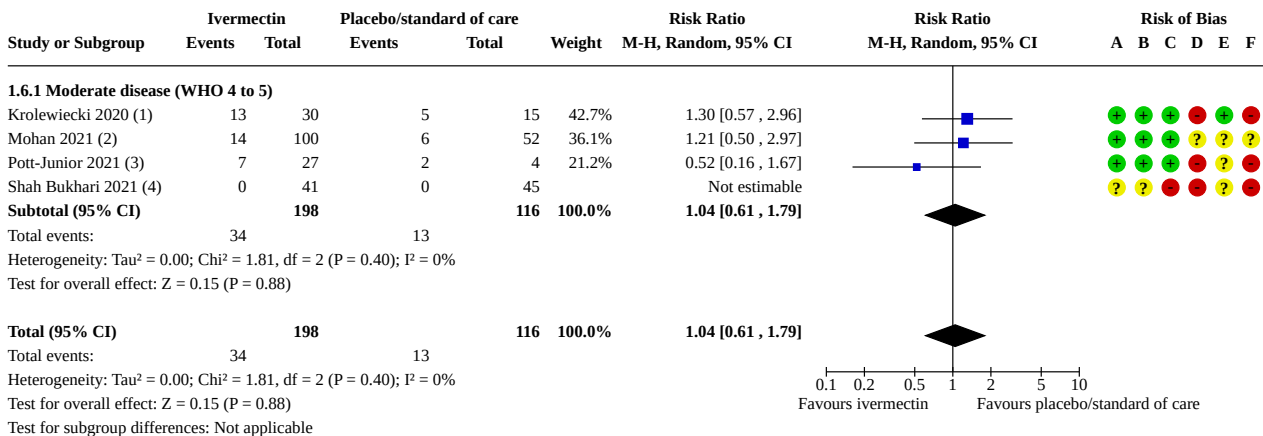 Ivermectin Placebo/standard of care Risk Ratio Risk Ratio Risk of Bias
Study or Subgroup Events Total Events Total Weight M-H, Random, 95% CI M-H, Random, 95% CI A B C D E F
1.6.1 Moderate disease (WHO 4 to 5)
Krolewiecki 2020 (1) 13 30 5 15 42.7% 1.30 [0.57 , 2.96] + + + - + -
Mohan 2021 (2) 14 100 6 52 36.1% 1.21 [0.50 , 2.97] + + + ? ? ?
Pott-Junior 2021 (3) 7 27 2 4 21.2% 0.52 [0.16 , 1.67] + + + - ? -
Shah Bukhari 2021 (4) 0 41 0 45 Not estimable ? ? - - ? -
Subtotal (95% CI) 198 116 100.0% 1.04 [0.61 , 1.79]
Total events: 34 13
Heterogeneity: Tau² = 0.00; Chi² = 1.81, df = 2 (P = 0.40); I² = 0%
Test for overall effect: Z = 0.15 (P = 0.88)
Total (95% CI) 198 116 100.0% 1.04 [0.61 , 1.79]
Total events: 34 13
Heterogeneity: Tau² = 0.00; Chi² = 1.81, df = 2 (P = 0.40); I² = 0%
0.1 0.2 0.5 1 2 5 10
Test for overall effect: Z = 0.15 (P = 0.88) Favours ivermectin Favours placebo/standard of care
Test for subgroup differences: Not applicable